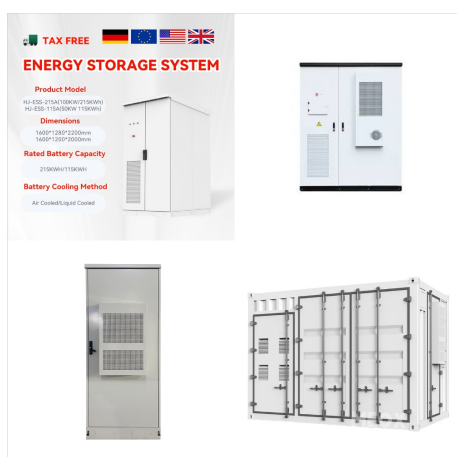 TAX FREE
ENERGY STORAGE SYSTEM
Product Model
HJ-ESS-215A(100KW/215KWh)
HJ-ESS-115A(50KW 115KWh)
Dimensions
1600*1280*2200mm
1600*1200*2000mm
Rated Battery Capacity
215KWH/115KWH
Battery Cooling Method
Air Cooled/Liquid Cooled